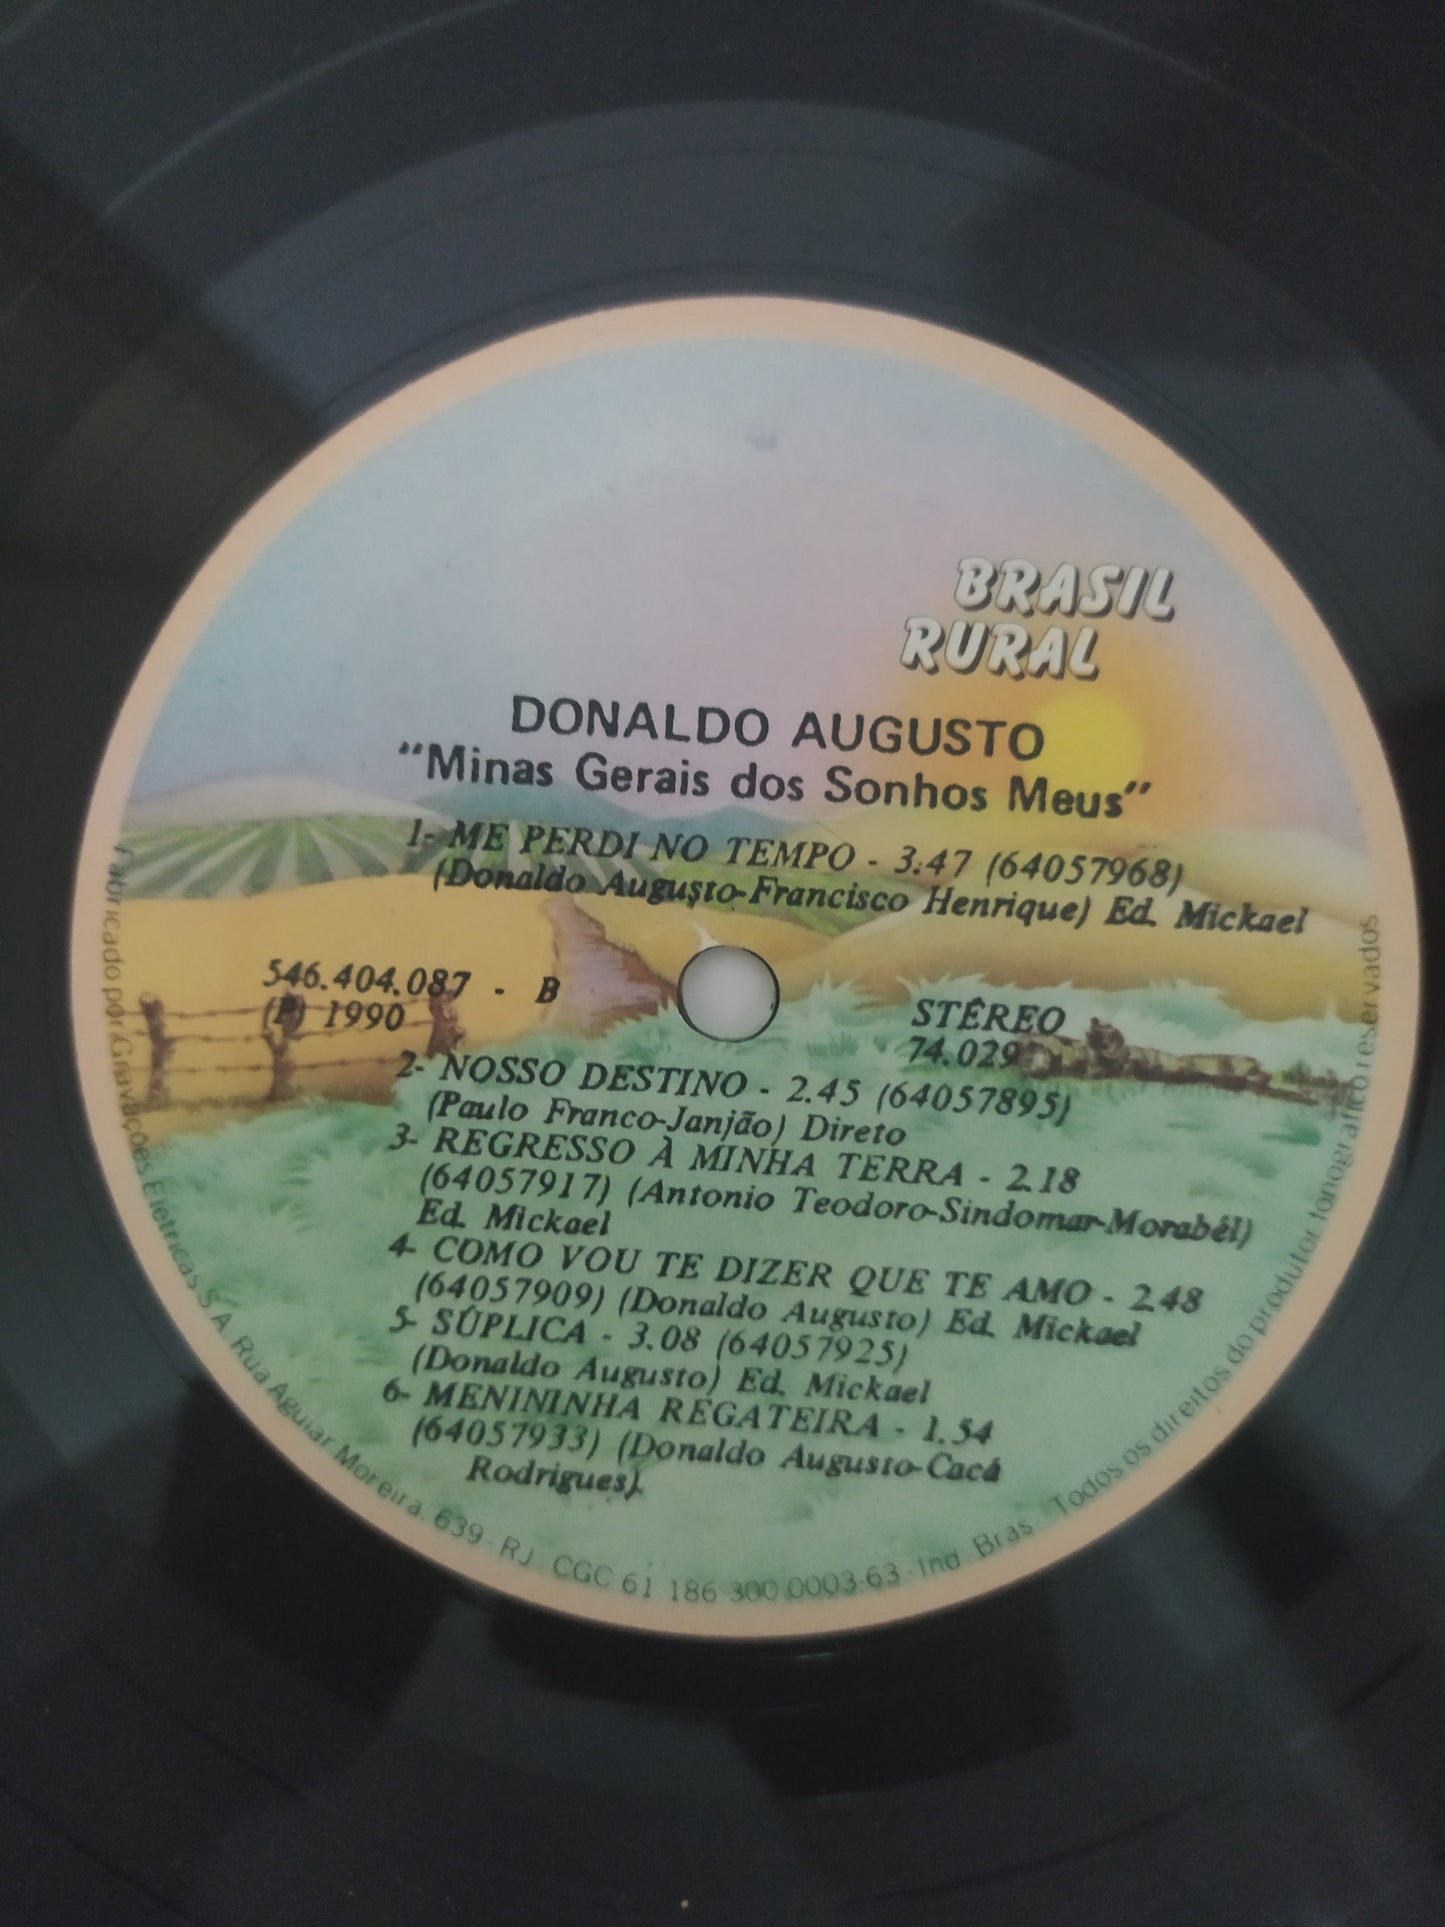 BRASIL
RURAL
DONALDO AUGUSTO
"Minas Gerais dos Sonhos Meus"
1- ME PERDI NO TEMPO - 3:47 (64057968)
(Donaldo Augusto-Francisco Henrique) Ed. Mickael
546.404.087 - B
(P) 1990
STÉREO
74.029
2- NOSSO DESTINO - 2.45 (64057895)
(Paulo Franco-Janjão) Direto
3- REGRESSO À MINHA TERRA - 2.18
(64057917) (Antonio Teodoro-Sindomar-Morabêl)
Ed. Mickael
4- COMO VOU TE DIZER QUE TE AMO - 2.48
(64057909) (Donaldo Augusto) Ed. Mickael
5- SÚPLICA - 3.08 (64057925)
(Donaldo Augusto) Ed. Mickael
6- MENININHA REGATEIRA - 1.54
(64057933) (Donaldo Augusto-Cacá
Rodrigues).
Fabricado por Gravações Eletricas S A Rua Aguiar Moreira, 639 · RJ CGC 61 186 300 0003-63 · Ind Bras Todos os direitos do produtor fonografico reservados